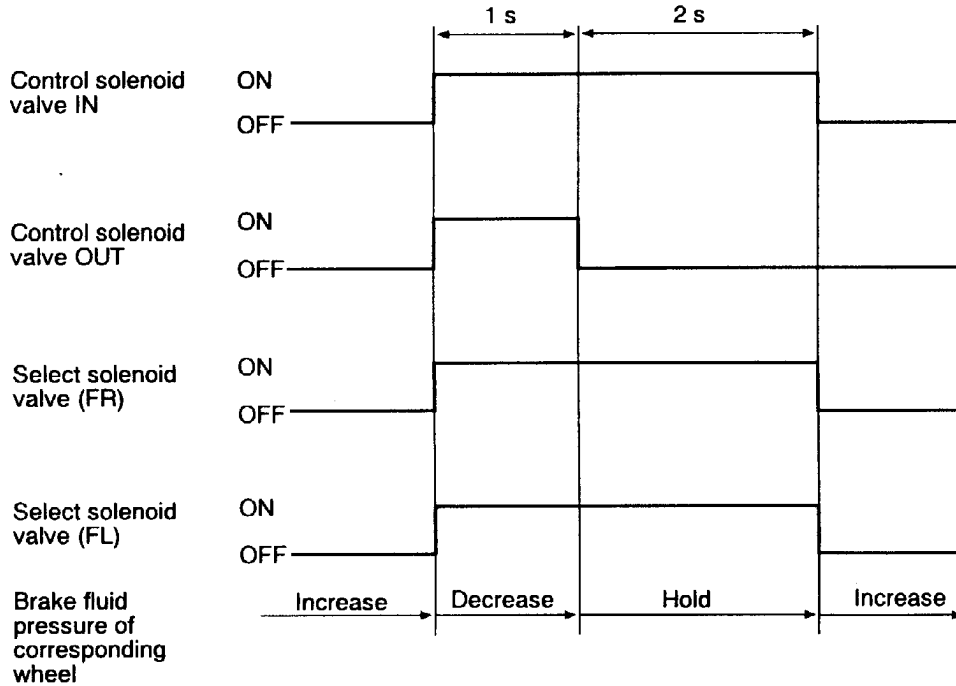 1 s 2 s
Control solenoid
valve IN
ON
OFF
Control solenoid
valve OUT
ON
OFF
Select solenoid
valve (FR)
ON
OFF
Select solenoid
valve (FL)
ON
OFF
Brake fluid
pressure of
corresponding
wheel
Increase Decrease Hold Increase